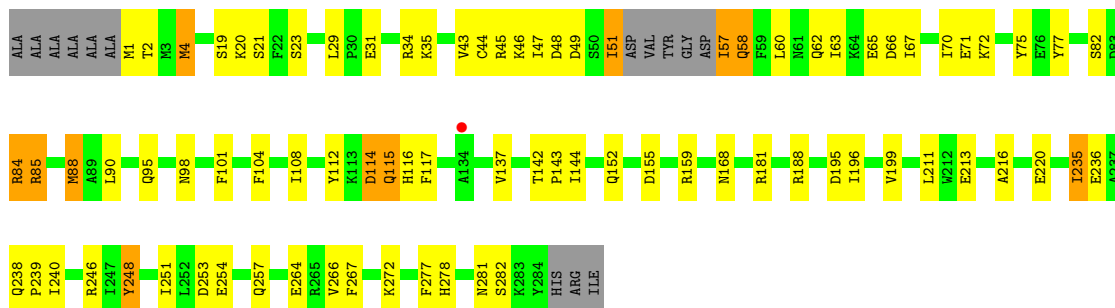 ALA ALA ALA ALA ALA ALA M1 T2 M3 M4 S19 K20 S21 F22 S23 L29 P30 E31 R34 K35 V43 C44 R45 K46 I47 D48 D49 S50 I51 ASP VAL TYR GLY ASP I57 Q58 F59 L60 N61 Q62 I63 K64 E65 D66 I67 I70 E71 K72 Y75 E76 Y77 S82 D83
R84 R85 M88 A89 L90 Q95 N98 F101 F104 I108 Y112 K113 D114 Q115 H116 F117 A134 V137 T142 P143 I144 Q152 D155 R159 N168 R181 R188 D195 I196 V199 L211 W212 E213 A216 E220 I235 E236 A237
Q238 P239 I240 R246 I247 Y248 I251 L252 D253 E254 Q257 E264 R265 V266 F267 K272 F277 H278 N281 S282 K283 Y284 HIS ARG ILE